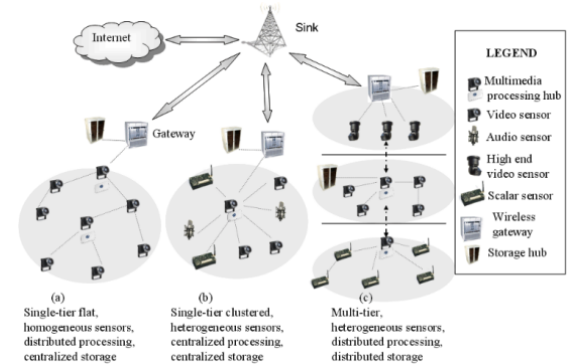 Internet
Sink
Gateway
LEGEND
Multimedia
processing hub
Video sensor
Audio sensor
High end
video sensor
Scalar sensor
Wireless
gateway
Storage hub
(a)
Single-tier flat,
homogeneous sensors,
distributed processing,
centralized storage
(b)
Single-tier clustered,
heterogeneous sensors,
centralized processing,
centralized storage
(c)
Multi-tier,
heterogeneous sensors,
distributed processing,
distributed storage